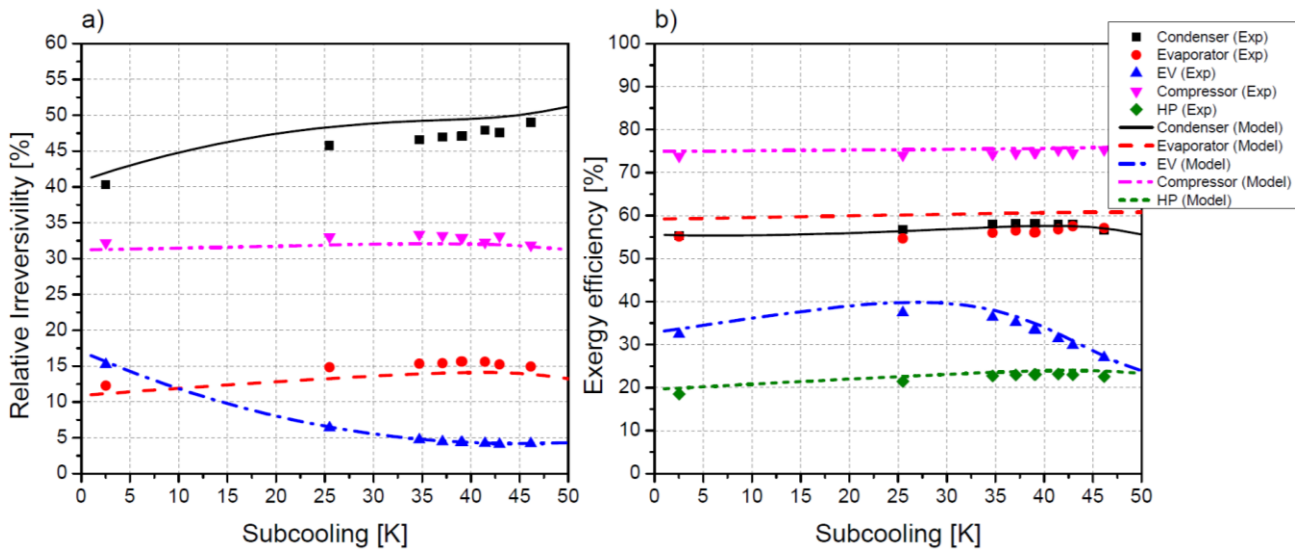 a)
60
55
50
45
40
35
30
25
20
15
10
5
0
Relative Irreversivility [%]
0 5 10 15 20 25 30 35 40 45 50
Subcooling [K]
b)
100
90
80
70
60
50
40
30
20
10
0
Exergy efficiency [%]
0 5 10 15 20 25 30 35 40 45 50
Subcooling [K]
Condenser (Exp)
Evaporator (Exp)
EV (Exp)
Compressor (Exp)
HP (Exp)
Condenser (Model)
Evaporator (Model)
EV (Model)
Compressor (Model)
HP (Model)